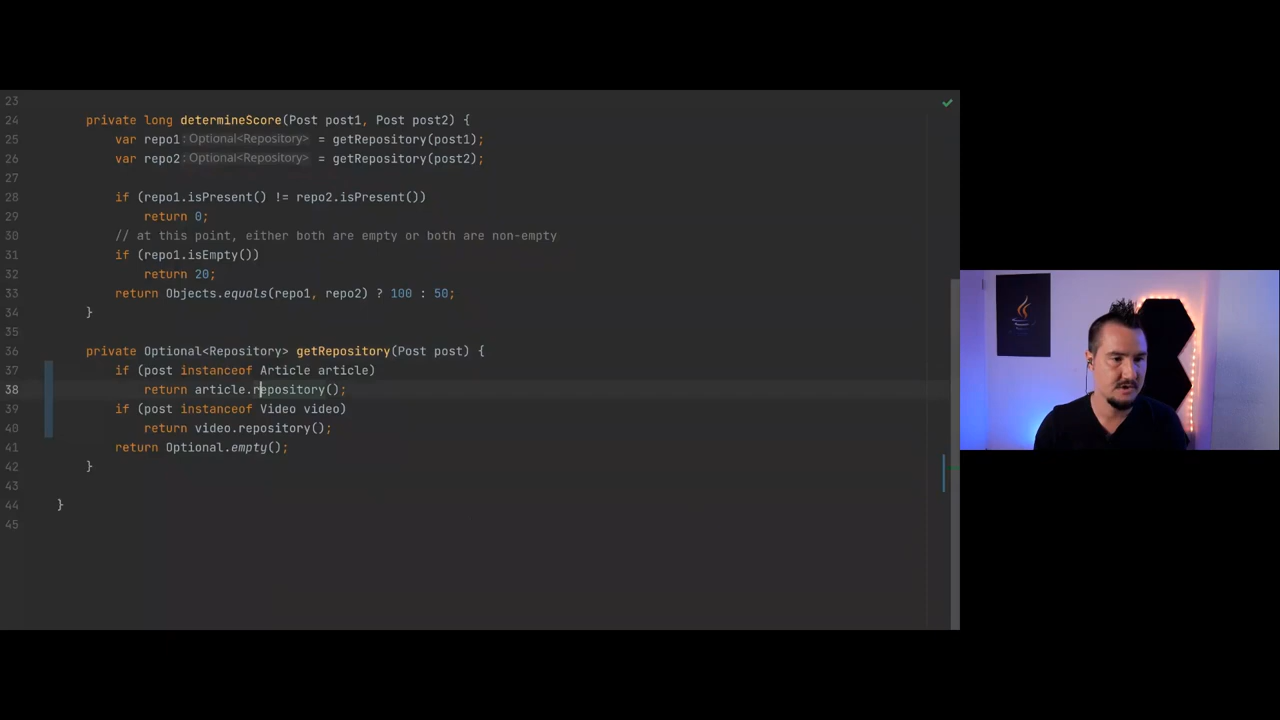 23
24 private long determineScore(Post post1, Post post2) {
25 var repo1 : Optional<Repository> = getRepository(post1);
26 var repo2 : Optional<Repository> = getRepository(post2);
27
28 if (repo1.isPresent() != repo2.isPresent())
29 return 0;
30 // at this point, either both are empty or both are non-empty
31 if (repo1.isEmpty())
32 return 20;
33 return Objects.equals(repo1, repo2) ? 100 : 50;
34 }
35
36 private Optional<Repository> getRepository(Post post) {
37 if (post instanceof Article article)
38 return article.repository();
39 if (post instanceof Video video)
40 return video.repository();
41 return Optional.empty();
42 }
43
44 }
45